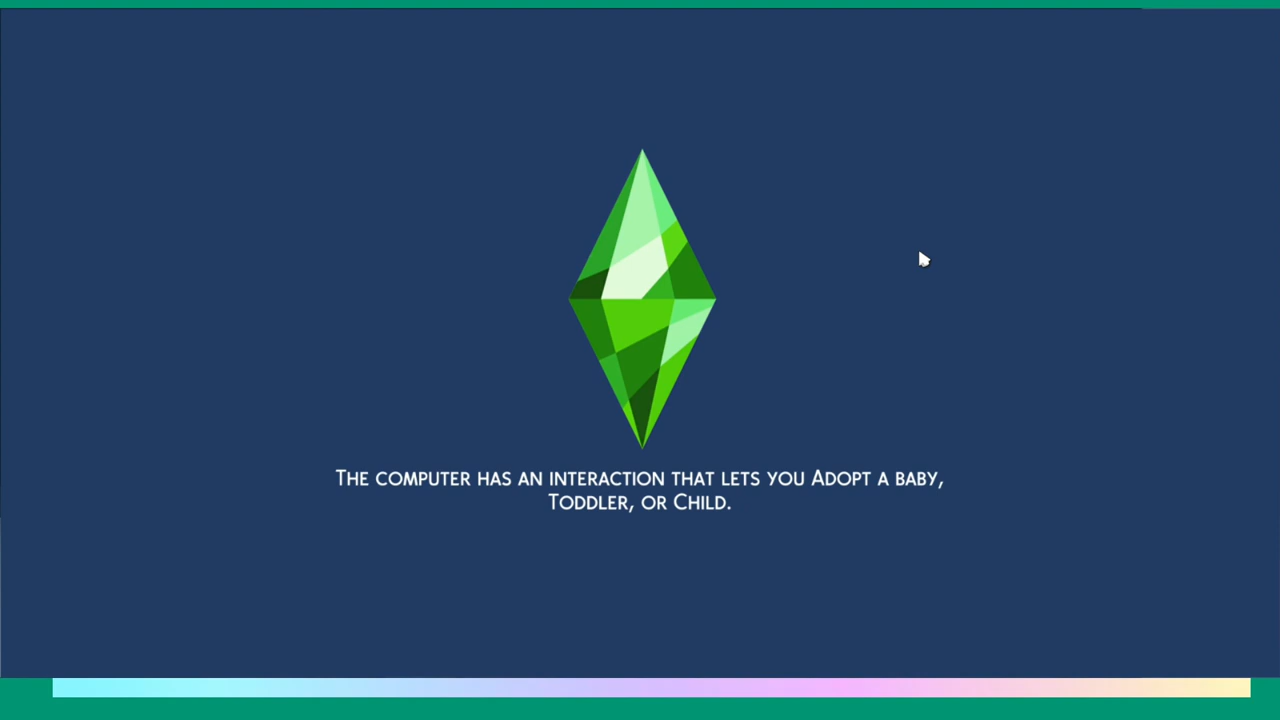 The computer has an interaction that lets you Adopt a baby,
Toddler, or Child.